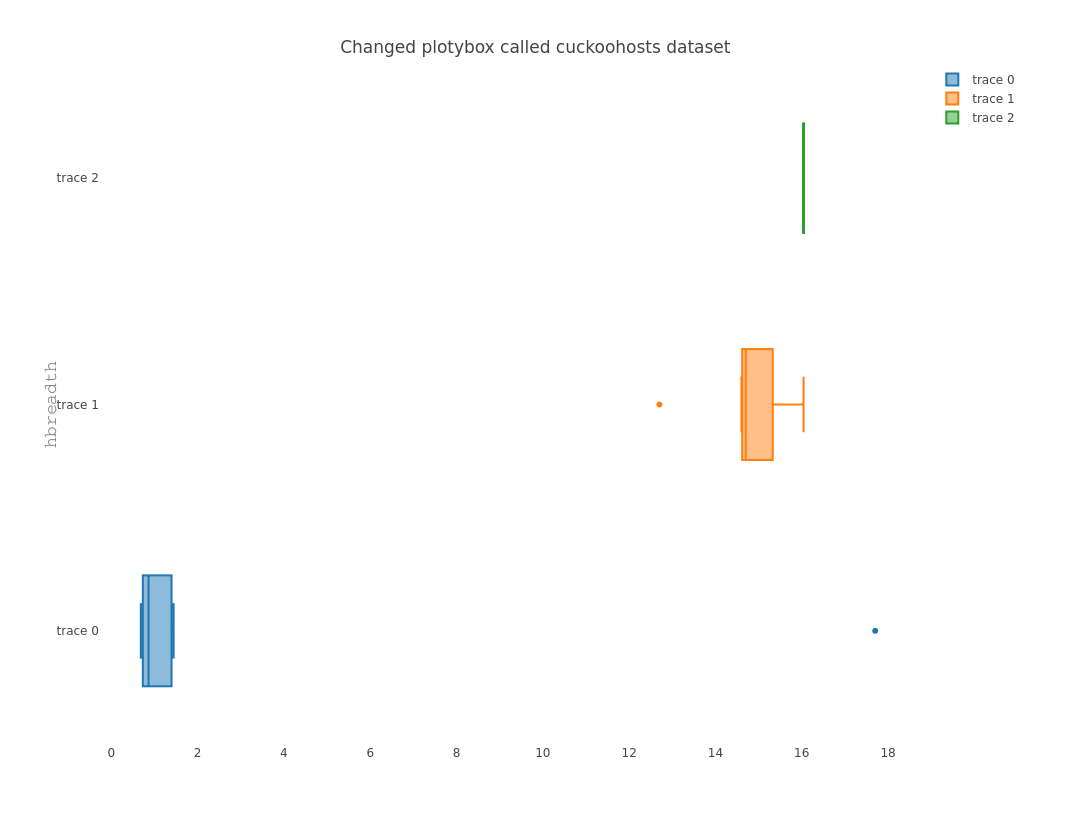 Changed plotybox called cuckoohosts dataset
trace 0
trace 1
trace 2
trace 2
trace 1
trace 0
hbreadth
0 2 4 6 8 10 12 14 16 18